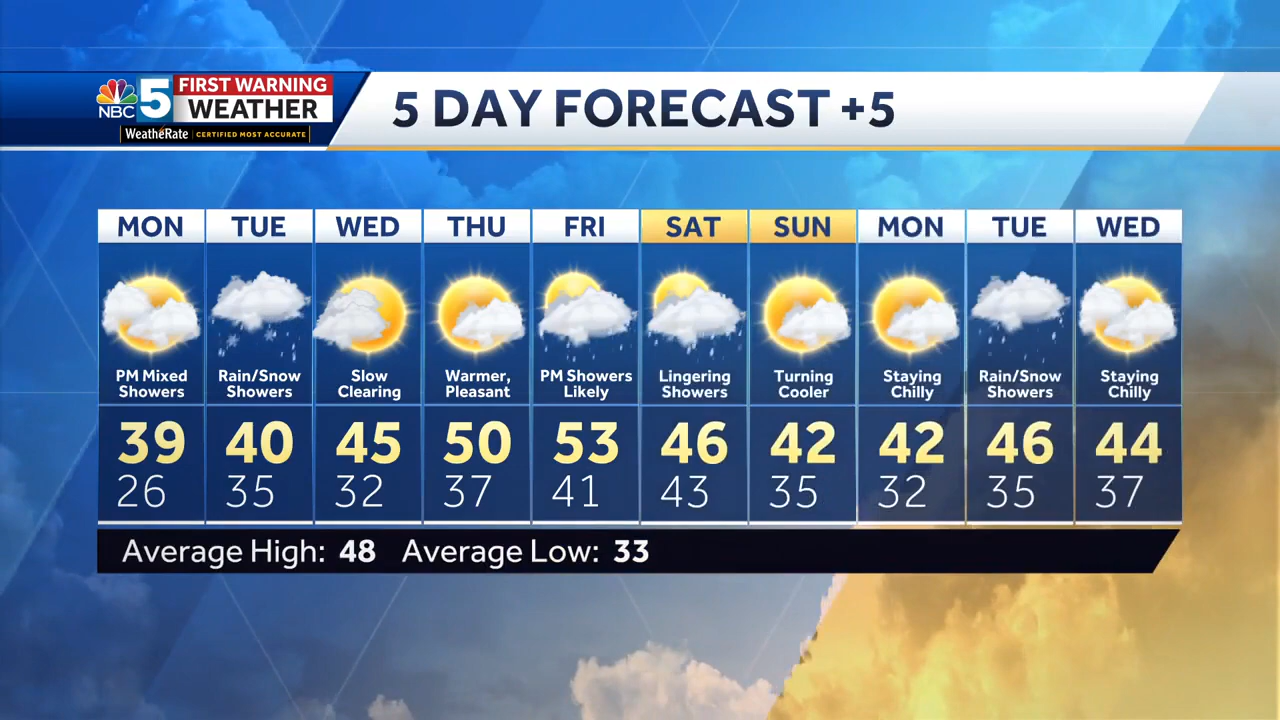 NBC 5 FIRST WARNING
WEATHER
WeatheRate CERTIFIED MOST ACCURATE
5 DAY FORECAST +5
MON TUE WED THU FRI SAT SUN MON TUE WED
PM Mixed Rain/Snow Slow Warmer, PM Showers Lingering Turning Staying Rain/Snow Staying
Showers Showers Clearing Pleasant Likely Showers Cooler Chilly Showers Chilly
39 40 45 50 53 46 42 42 46 44
26 35 32 37 41 43 35 32 35 37
Average High: 48 Average Low: 33